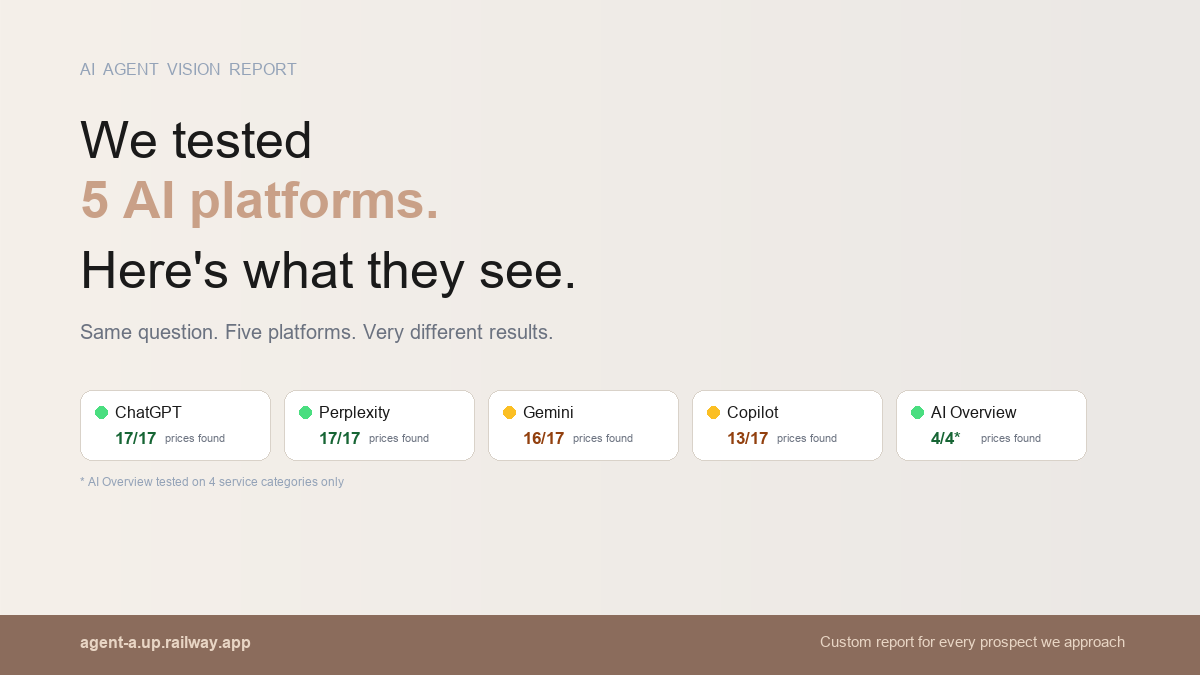 AI AGENT VISION REPORT
We tested
5 AI platforms.
Here's what they see.
Same question. Five platforms. Very different results.
ChatGPT
17/17 prices found
Perplexity
17/17 prices found
Gemini
16/17 prices found
Copilot
13/17 prices found
AI Overview
4/4* prices found
* AI Overview tested on 4 service categories only
agent-a.up.railway.app
Custom report for every prospect we approach